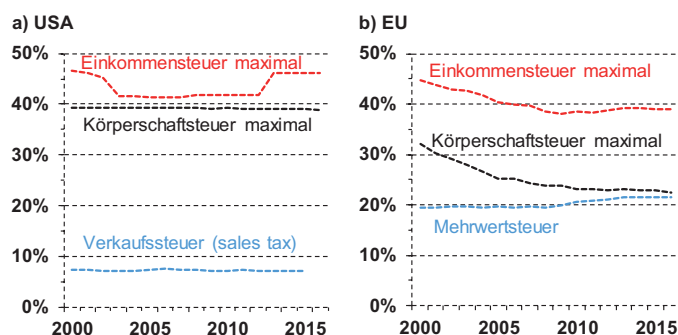 a) USA
50%
Einkommensteuer maximal
40%
Körperschaftsteuer maximal
30%
20%
Verkaufssteuer (sales tax)
10%
0%
2000 2005 2010 2015
b) EU
50%
Einkommensteuer maximal
40%
Körperschaftsteuer maximal
30%
20%
Mehrwertsteuer
10%
0%
2000 2005 2010 2015